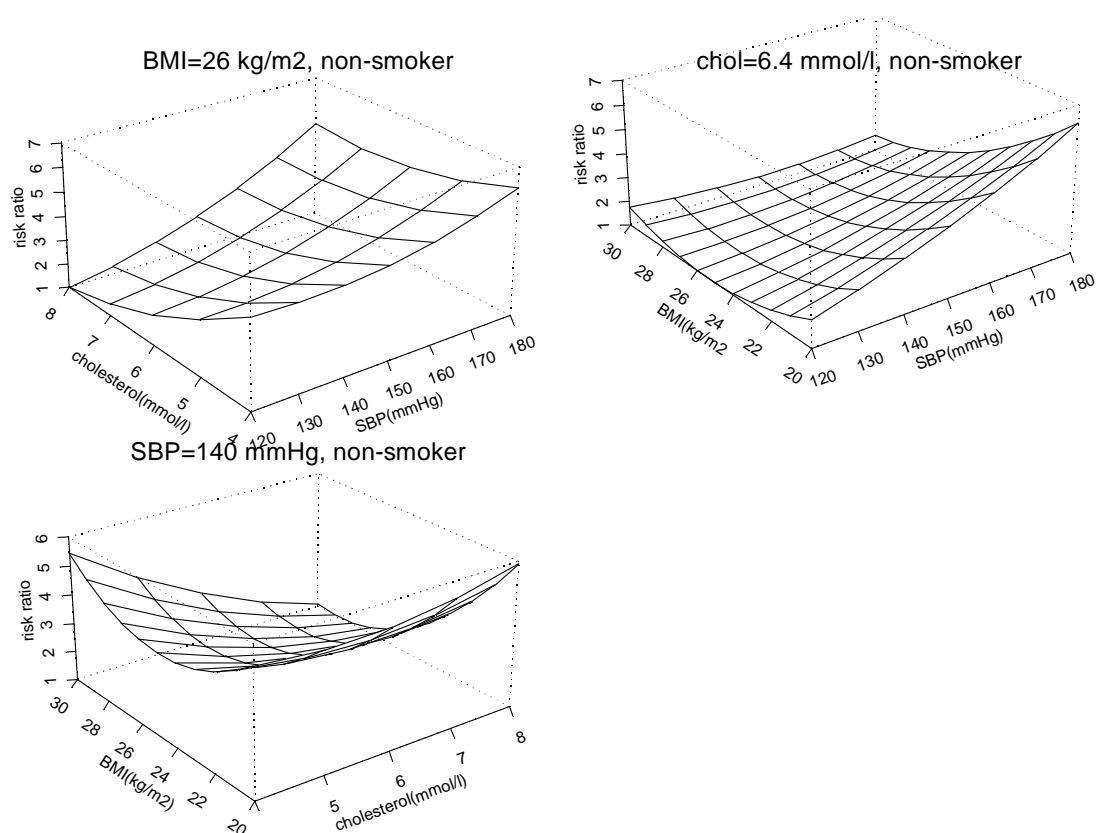 BMI=26 kg/m2, non-smoker
risk ratio
1 2 3 4 5 6 7
8 7 6 5 4
cholesterol(mmol/l)
120 130 140 150 160 170 180
SBP(mmHg)
chol=6.4 mmol/l, non-smoker
risk ratio
1 2 3 4 5 6 7
30 28 26 24 22 20
BMI(kg/m2
120 130 140 150 160 170 180
SBP(mmHg)
SBP=140 mmHg, non-smoker
risk ratio
1 2 3 4 5 6
30 28 26 24 22 20
BMI(kg/m2)
5 6 7 8
cholesterol(mmol/l)